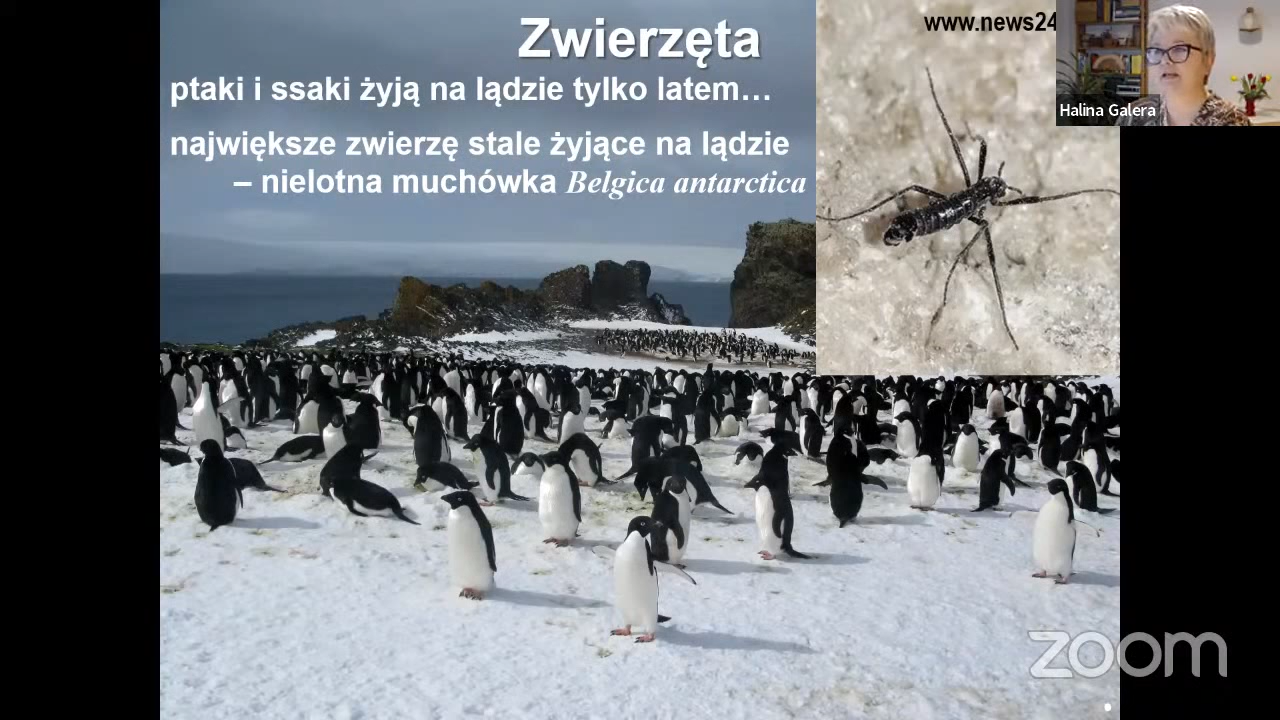 Zwierzęta
ptaki i ssaki żyją na lądzie tylko latem…
największe zwierzę stale żyjące na lądzie
– nielotna muchówka Belgica antarctica
www.news24
Halina Galera
zoom